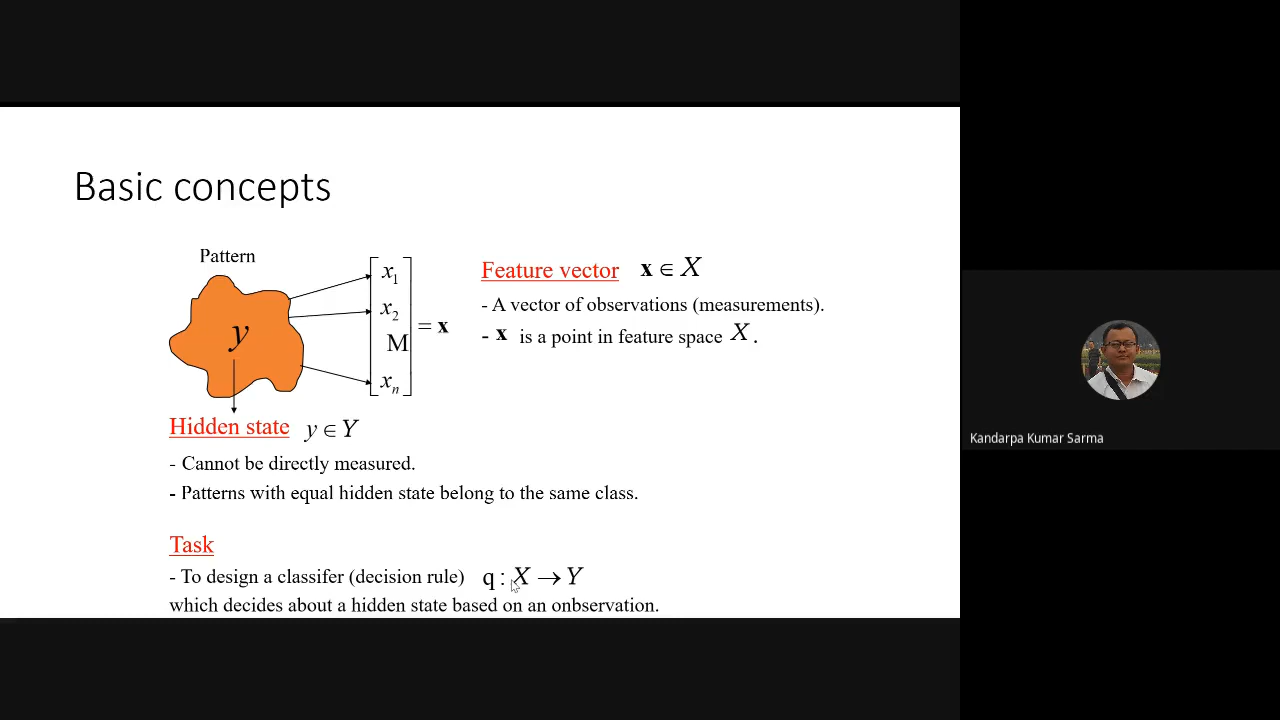 Basic concepts
Pattern
y
x1
x2
M
xn
= x
Feature vector x ∈ X
- A vector of observations (measurements).
- x is a point in feature space X .
Hidden state y ∈ Y
- Cannot be directly measured.
- Patterns with equal hidden state belong to the same class.
Task
- To design a classifer (decision rule) q : X → Y
which decides about a hidden state based on an onbservation.
Kandarpa Kumar Sarma